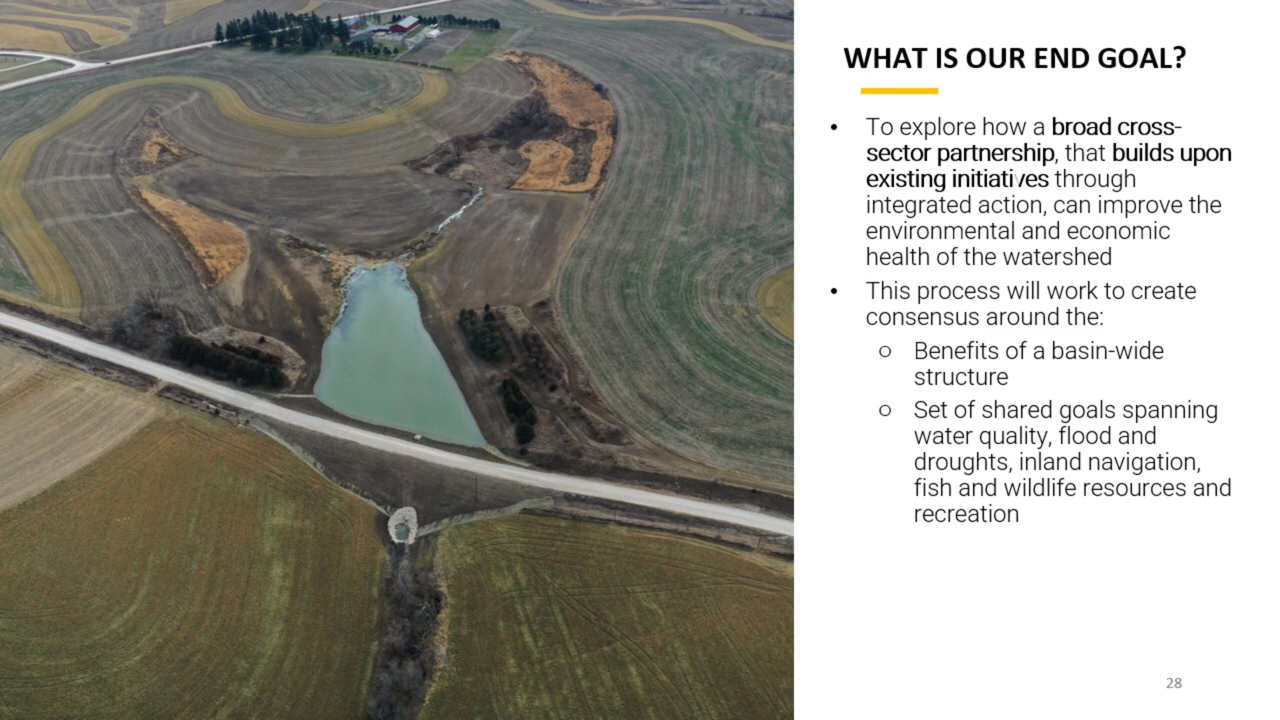 WHAT IS OUR END GOAL?
• To explore how a broad cross-
sector partnership, that builds upon
existing initiatives through
integrated action, can improve the
environmental and economic
health of the watershed
• This process will work to create
consensus around the:
○ Benefits of a basin-wide
structure
○ Set of shared goals spanning
water quality, flood and
droughts, inland navigation,
fish and wildlife resources and
recreation
28